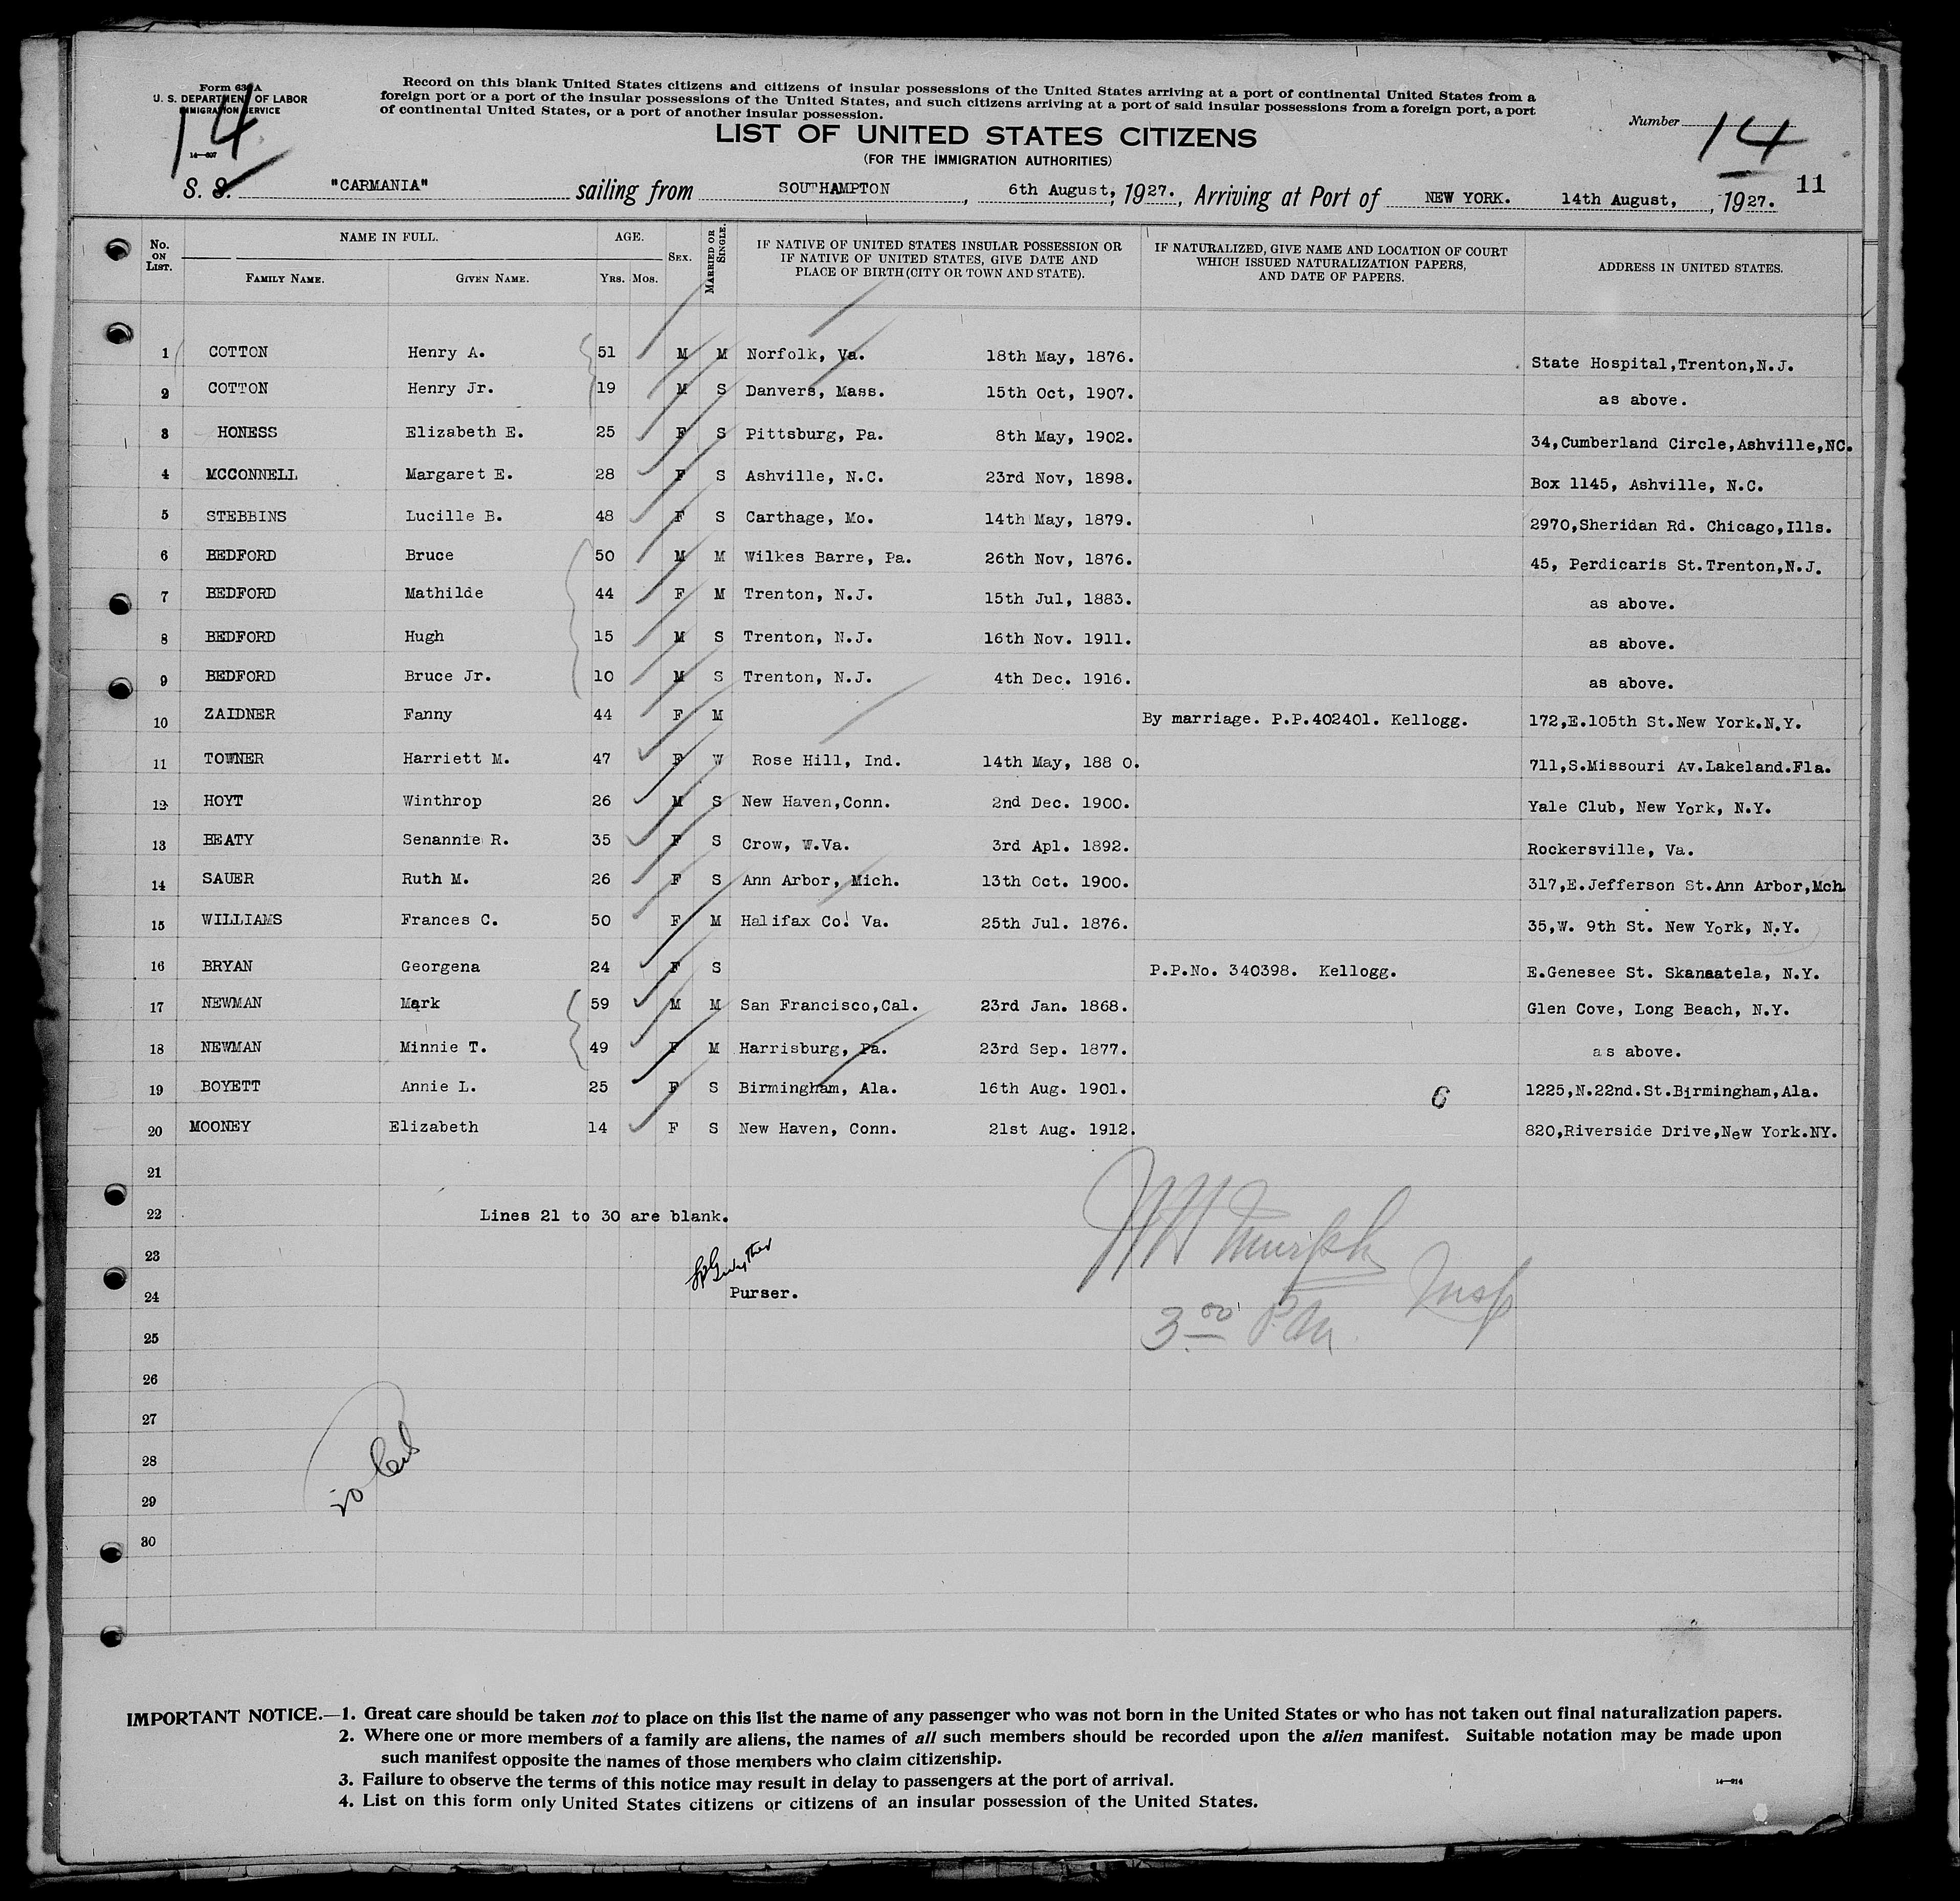 Form 630 A
U. S. DEPARTMENT OF LABOR
IMMIGRATION SERVICE
14
14—607
Record on this blank United States citizens and citizens of insular possessions of the United States arriving at a port of continental United States from a
foreign port or a port of the insular possessions of the United States, and such citizens arriving at a port of said insular possessions from a foreign port, a port
of continental United States, or a port of another insular possession.
LIST OF UNITED STATES CITIZENS
(FOR THE IMMIGRATION AUTHORITIES)
Number 14
11
S. S. "CARMANIA" sailing from SOUTHAMPTON, 6th August, 1927., Arriving at Port of NEW YORK. 14th August, , 1927.
No. ON LIST. NAME IN FULL. FAMILY NAME. GIVEN NAME. AGE. YRS. MOS. SEX. MARRIED OR SINGLE. IF NATIVE OF UNITED STATES INSULAR POSSESSION OR IF NATIVE OF UNITED STATES, GIVE DATE AND PLACE OF BIRTH (CITY OR TOWN AND STATE). IF NATURALIZED, GIVE NAME AND LOCATION OF COURT WHICH ISSUED NATURALIZATION PAPERS, AND DATE OF PAPERS. ADDRESS IN UNITED STATES.
1 COTTON Henry A. 51 M M Norfolk, Va. 18th May, 1876. State Hospital,Trenton,N.J.
2 COTTON Henry Jr. 19 M S Danvers, Mass. 15th Oct, 1907. as above.
3 HONESS Elizabeth E. 25 F S Pittsburg, Pa. 8th May, 1902. 34,Cumberland Circle,Ashville,NC.
4 MCCONNELL Margaret E. 28 F S Ashville, N.C. 23rd Nov, 1898. Box 1145, Ashville, N.C.
5 STEBBINS Lucille B. 48 F S Carthage, Mo. 14th May, 1879. 2970,Sheridan Rd. Chicago,Ills.
6 BEDFORD Bruce 50 M M Wilkes Barre, Pa. 26th Nov, 1876. 45, Perdicaris St.Trenton,N.J.
7 BEDFORD Mathilde 44 F M Trenton, N.J. 15th Jul, 1883. as above.
8 BEDFORD Hugh 15 M S Trenton, N.J. 16th Nov. 1911. as above.
9 BEDFORD Bruce Jr. 10 M S Trenton, N.J. 4th Dec. 1916. as above.
10 ZAIDNER Fanny 44 F M By marriage. P.P.402401. Kellogg. 172,E.105th St.New York.N.Y.
11 TOWNER Harriett M. 47 F W Rose Hill, Ind. 14th May, 188 0. 711,S.Missouri Av.Lakeland.Fla.
12 HOYT Winthrop 26 M S New Haven,Conn. 2nd Dec. 1900. Yale Club, New York, N.Y.
13 BEATY Senannie R. 35 F S Crow, W.Va. 3rd Apl. 1892. Rockersville, Va.
14 SAUER Ruth M. 26 F S Ann Arbor, Mich. 13th Oct. 1900. 317,E.Jefferson St.Ann Arbor,Mch.
15 WILLIAMS Frances C. 50 F M Halifax Co. Va. 25th Jul. 1876. 35,W. 9th St. New York, N.Y.
16 BRYAN Georgena 24 F S P.P.No. 340398. Kellogg. E.Genesee St. Skanaatela, N.Y.
17 NEWMAN Mark 59 M M San Francisco,Cal. 23rd Jan. 1868. Glen Cove, Long Beach, N.Y.
18 NEWMAN Minnie T. 49 F M Harrisburg, Pa. 23rd Sep. 1877. as above.
19 BOYETT Annie L. 25 F S Birmingham, Ala. 16th Aug. 1901. 6 1225,N.22nd.St.Birmingham,Ala.
20 MOONEY Elizabeth 14 F S New Haven, Conn. 21st Aug. 1912. 820,Riverside Drive,New York.NY.
21
22 Lines 21 to 30 are blank.
23 Murphy Insp
24 Purser.
25 3 00 P.M.
26
27
28
29
30
IMPORTANT NOTICE.—1. Great care should be taken not to place on this list the name of any passenger who was not born in the United States or who has not taken out final naturalization papers.
2. Where one or more members of a family are aliens, the names of all such members should be recorded upon the alien manifest. Suitable notation may be made upon
such manifest opposite the names of those members who claim citizenship.
3. Failure to observe the terms of this notice may result in delay to passengers at the port of arrival.
4. List on this form only United States citizens or citizens of an insular possession of the United States.
14—914